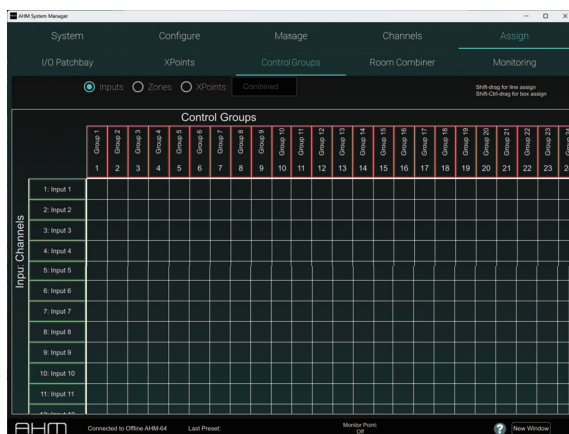 AHM System Manager
System Configure Manage Channels Assign
I/O Patchbay XPoints Control Groups Room Combiner Monitoring
Inputs Zones XPoints: Combined
Shift-drag for line assign
Shift-Ctrl-drag for box assign
Control Groups
Group 1 Group 2 Group 3 Group 4 Group 5 Group 6 Group 7 Group 8 Group 9 Group 10 Group 11 Group 12 Group 13 Group 14 Group 15 Group 16 Group 17 Group 18 Group 19 Group 20 Group 21 Group 22 Group 23
1 2 3 4 5 6 7 8 9 10 11 12 13 14 15 16 17 18 19 20 21 22 23
Inpu: Channels
1: Input 1
2: Input 2
3: Input 3
4: Input 4
5: Input 5
6: Input 6
7: Input 7
8: Input 8
9: Input 9
10: Input 10
11: Input 11
AHM Connected to Offline AHM-64 Last Preset: Monitor Point: ? New Window
Off